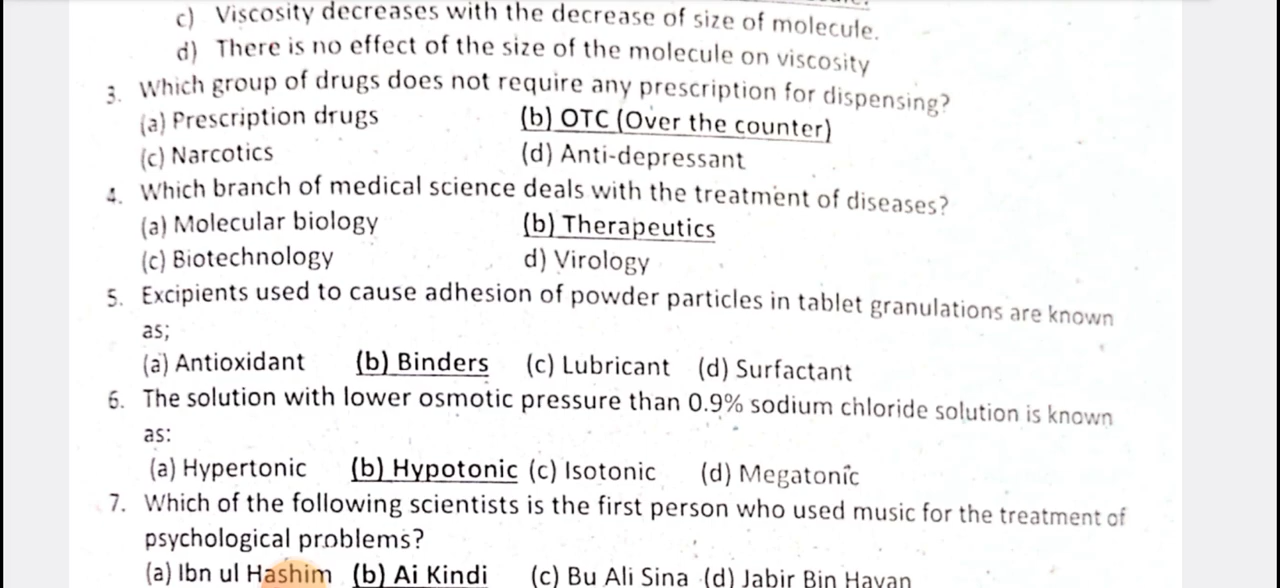 c) Viscosity decreases with the decrease of size of molecule.
d) There is no effect of the size of the molecule on viscosity
3. Which group of drugs does not require any prescription for dispensing?
(a) Prescription drugs (b) OTC (Over the counter)
(c) Narcotics (d) Anti-depressant
4. Which branch of medical science deals with the treatment of diseases?
(a) Molecular biology (b) Therapeutics
(c) Biotechnology d) Virology
5. Excipients used to cause adhesion of powder particles in tablet granulations are known
as;
(a) Antioxidant (b) Binders (c) Lubricant (d) Surfactant
6. The solution with lower osmotic pressure than 0.9% sodium chloride solution is known
as:
(a) Hypertonic (b) Hypotonic (c) Isotonic (d) Megatonic
7. Which of the following scientists is the first person who used music for the treatment of
psychological problems?
(a) Ibn ul Hashim (b) Ai Kindi (c) Bu Ali Sina (d) Jabir Bin Hayan